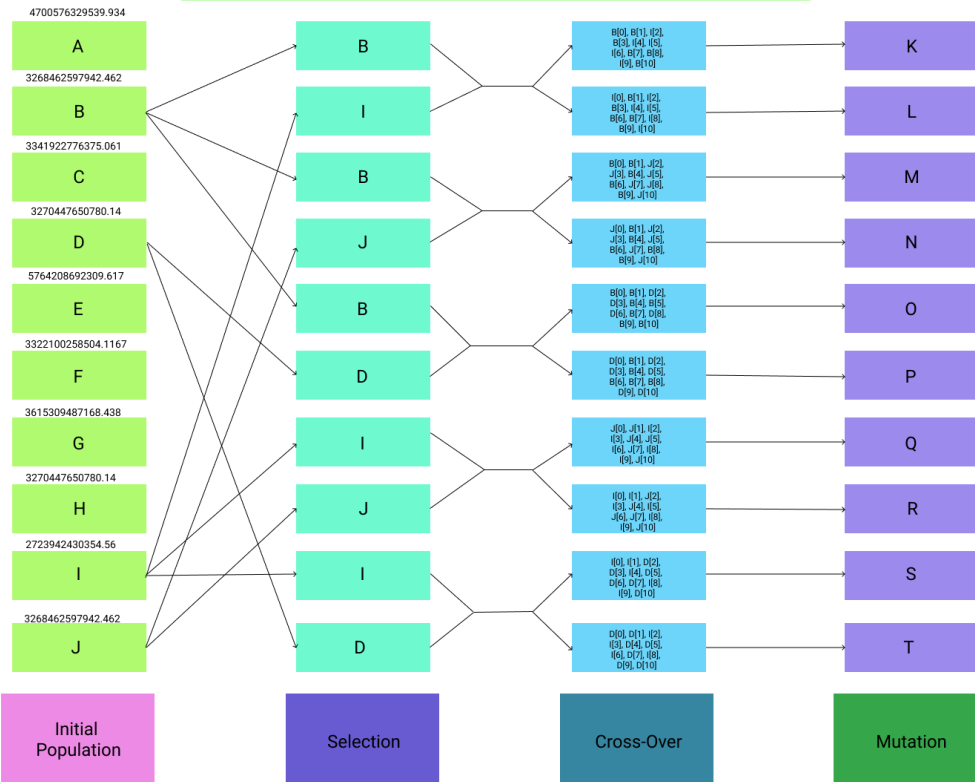 4700576329539.934
A
3268462597942.462
B
3341922776375.061
C
3270447650780.14
D
5764208692309.617
E
3322100258504.1167
F
3615309487168.438
G
3270447650780.14
H
2723942430354.56
I
3268462597942.462
J
Initial
Population
B
I
B
J
B
D
I
J
I
D
Selection
B[0], B[1], I[2],
B[3], I[4], I[5],
I[6], B[7], B[8],
I[9], B[10]
I[0], B[1], I[2],
B[3], I[4], I[5],
B[6], B[7], I[8],
B[9], I[10]
B[0], B[1], J[2],
J[3], B[4], J[5],
B[6], J[7], J[8],
B[9], J[10]
J[0], B[1], J[2],
J[3], B[4], J[5],
B[6], J[7], B[8],
B[9], J[10]
B[0], B[1], D[2],
D[3], B[4], B[5],
D[6], B[7], D[8],
B[9], B[10]
D[0], B[1], D[2],
D[3], B[4], D[5],
B[6], B[7], B[8],
D[9], D[10]
J[0], J[1], I[2],
I[3], J[4], J[5],
I[6], J[7], I[8],
I[9], J[10]
I[0], I[1], J[2],
I[3], J[4], I[5],
J[6], J[7], I[8],
I[9], J[10]
I[0], I[1], D[2],
D[3], I[4], D[5],
D[6], D[7], I[8],
I[9], D[10]
D[0], D[1], I[2],
I[3], D[4], D[5],
I[6], D[7], I[8],
D[9], D[10]
Cross-Over
K
L
M
N
O
P
Q
R
S
T
Mutation